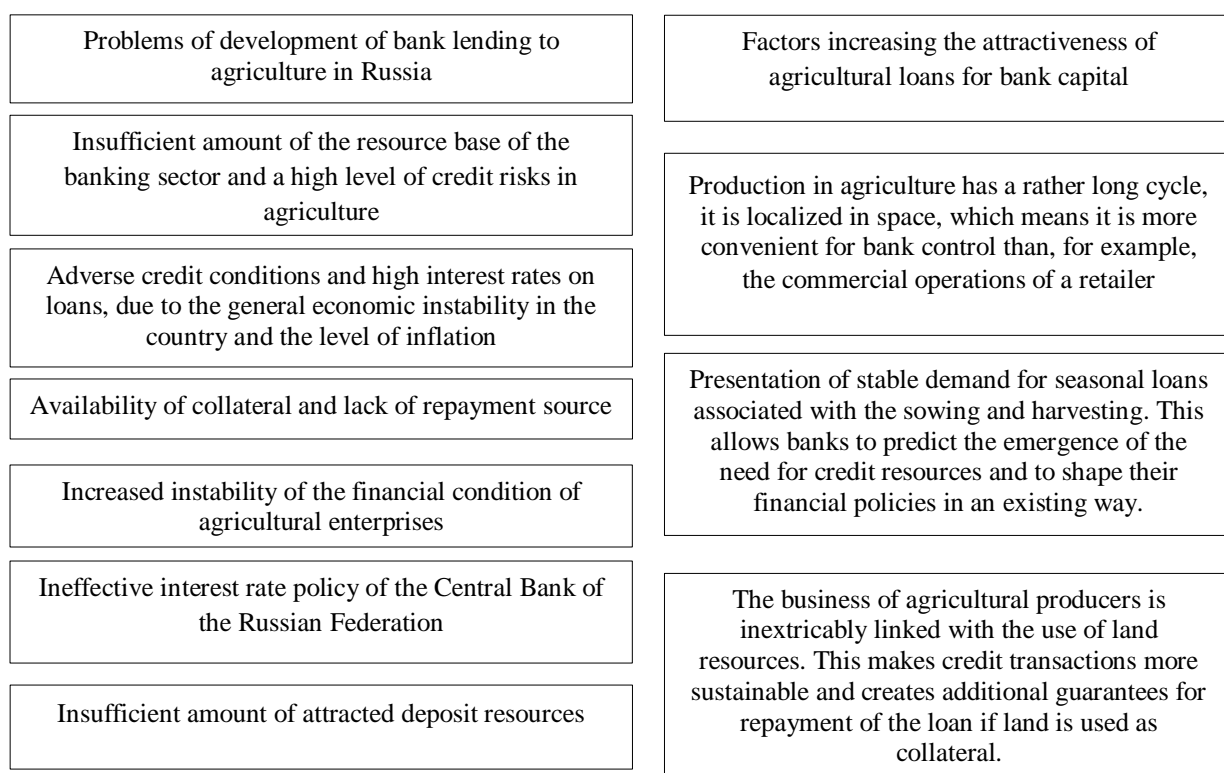 Problems of development of bank lending to
agriculture in Russia
Insufficient amount of the resource base of the
banking sector and a high level of credit risks in
agriculture
Adverse credit conditions and high interest rates on
loans, due to the general economic instability in the
country and the level of inflation
Availability of collateral and lack of repayment source
Increased instability of the financial condition of
agricultural enterprises
Ineffective interest rate policy of the Central Bank of
the Russian Federation
Insufficient amount of attracted deposit resources
Factors increasing the attractiveness of
agricultural loans for bank capital
Production in agriculture has a rather long cycle,
it is localized in space, which means it is more
convenient for bank control than, for example,
the commercial operations of a retailer
Presentation of stable demand for seasonal loans
associated with the sowing and harvesting. This
allows banks to predict the emergence of the
need for credit resources and to shape their
financial policies in an existing way.
The business of agricultural producers is
inextricably linked with the use of land
resources. This makes credit transactions more
sustainable and creates additional guarantees for
repayment of the loan if land is used as
collateral.